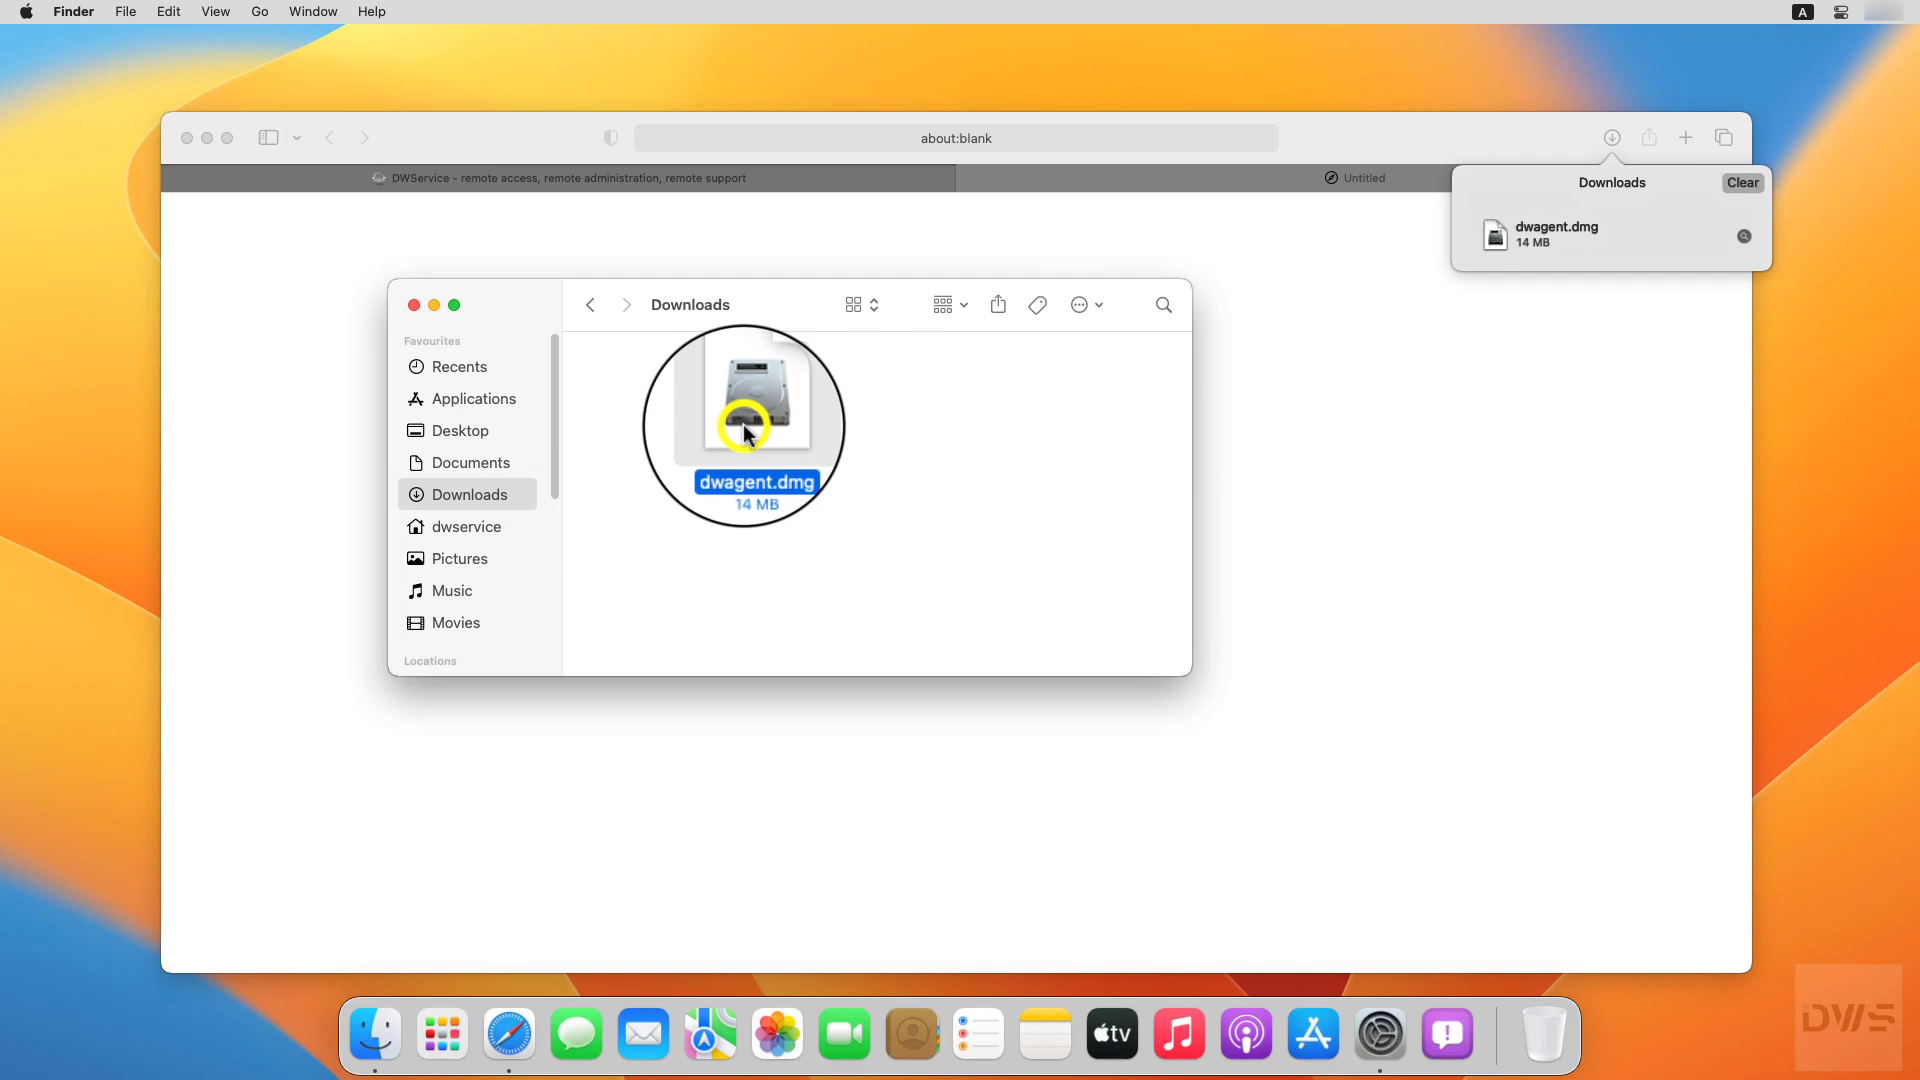 Finder File Edit View Go Window Help
A
about:blank
DWService - remote access, remote administration, remote support
Untitled
Downloads
Clear
dwagent.dmg
14 MB
Downloads
Favourites
Recents
Applications
Desktop
Documents
Downloads
dwservice
Pictures
Music
Movies
Locations
dwagent.dmg
14 MB
tv
DWS